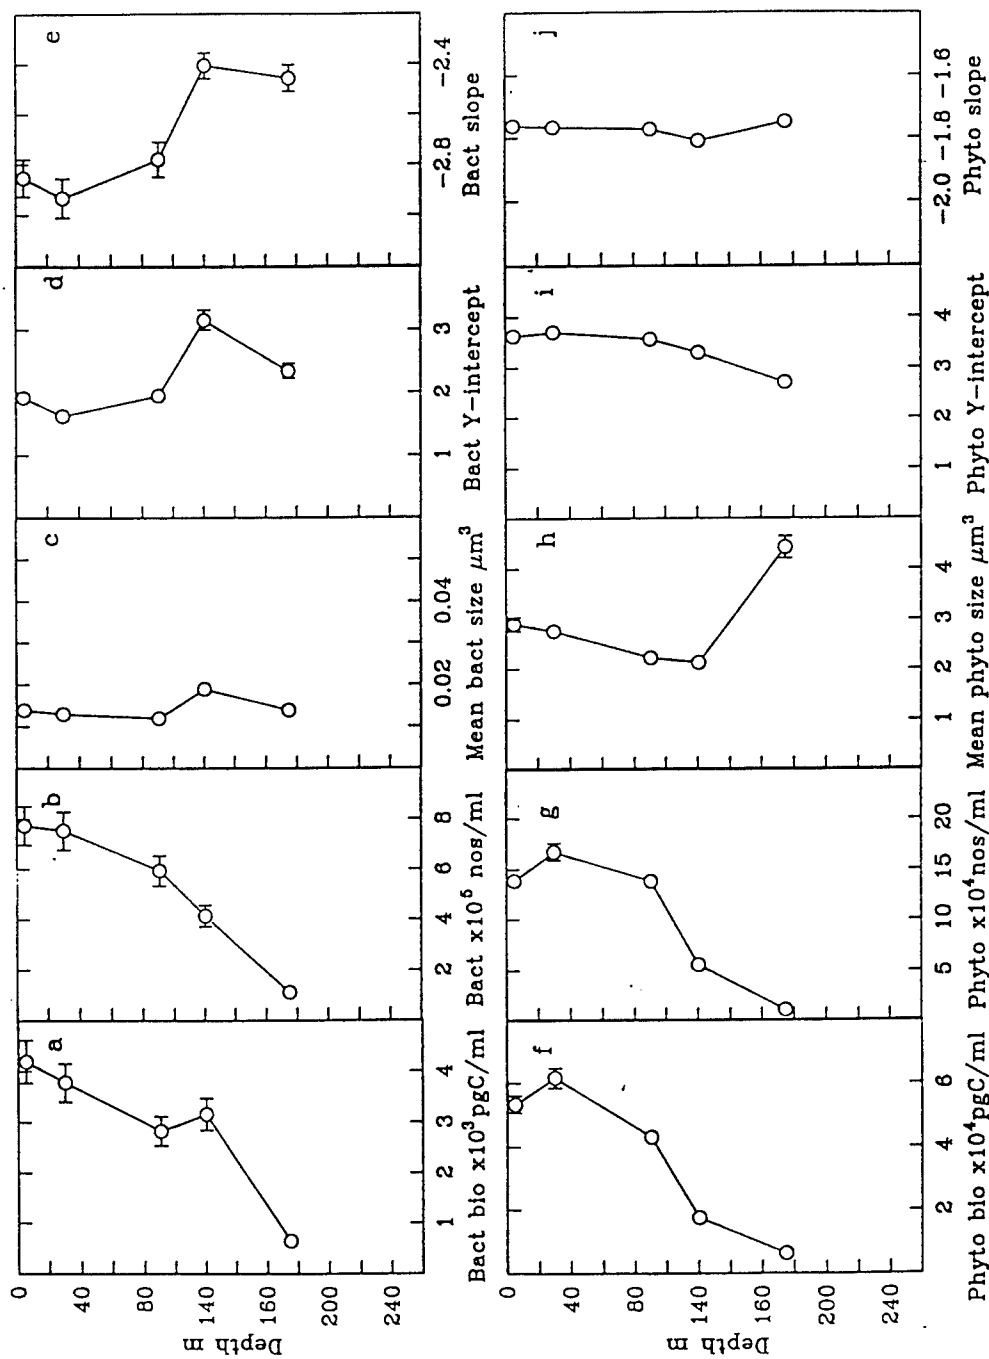 a
b
c
d
e
Depth m
0
40
80
140
200
240
1
2
3
4
Bact bio x10³pgC/ml
2
4
6
8
Bact x10⁵ nos/ml
0.02
0.04
Mean bact size μm³
1
2
3
Bact Y-intercept
-2.8
-2.4
Bact slope
f
g
h
i
j
Depth m
0
40
80
140
200
240
2
4
6
Phyto bio x10⁴pgC/ml
5
10
15
20
Phyto x10⁴nos/ml
1
2
3
4
Mean phyto size μm³
1
2
3
4
Phyto Y-intercept
-2.0
-1.8
-1.6
Phyto slope